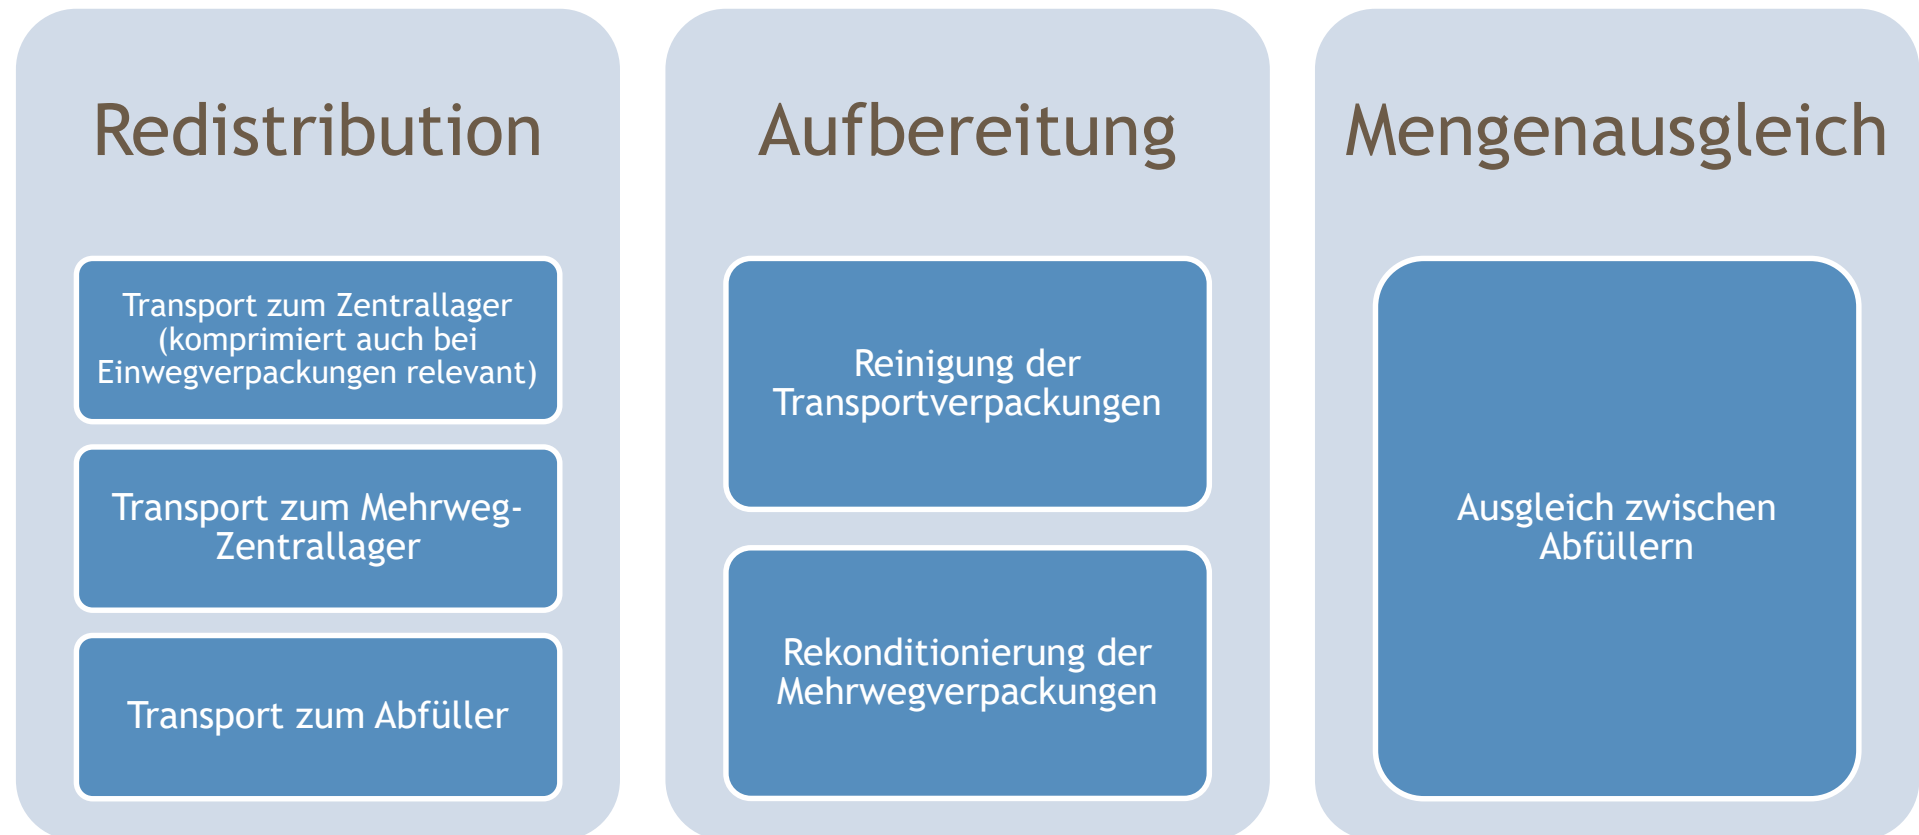 Redistribution
Transport zum Zentrallager
(komprimiert auch bei
Einwegverpackungen relevant)
Transport zum Mehrweg-
Zentrallager
Transport zum Abfüller
Aufbereitung
Reinigung der
Transportverpackungen
Rekonditionierung der
Mehrwegverpackungen
Mengenausgleich
Ausgleich zwischen
Abfüllern